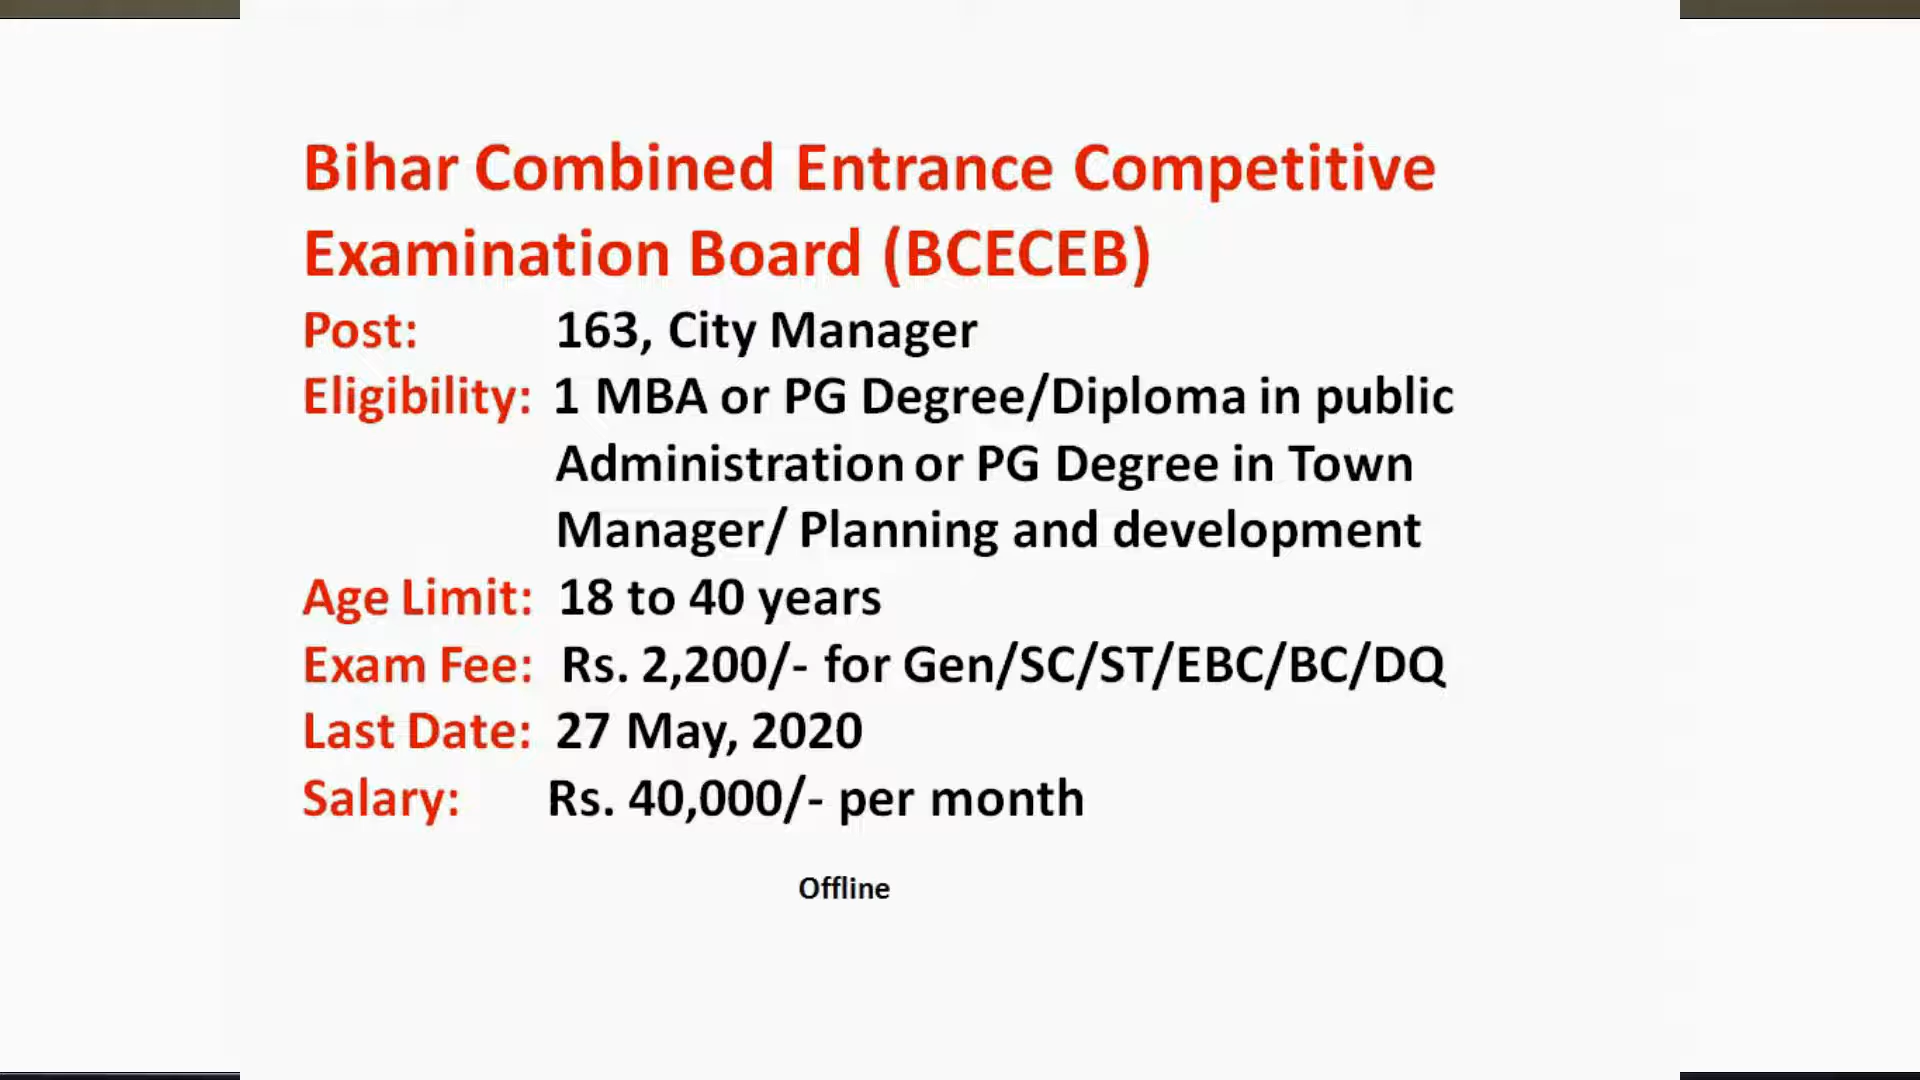 Bihar Combined Entrance Competitive
Examination Board (BCECEB)
Post: 163, City Manager
Eligibility: 1 MBA or PG Degree/Diploma in public
Administration or PG Degree in Town
Manager/ Planning and development
Age Limit: 18 to 40 years
Exam Fee: Rs. 2,200/- for Gen/SC/ST/EBC/BC/DQ
Last Date: 27 May, 2020
Salary: Rs. 40,000/- per month
Offline